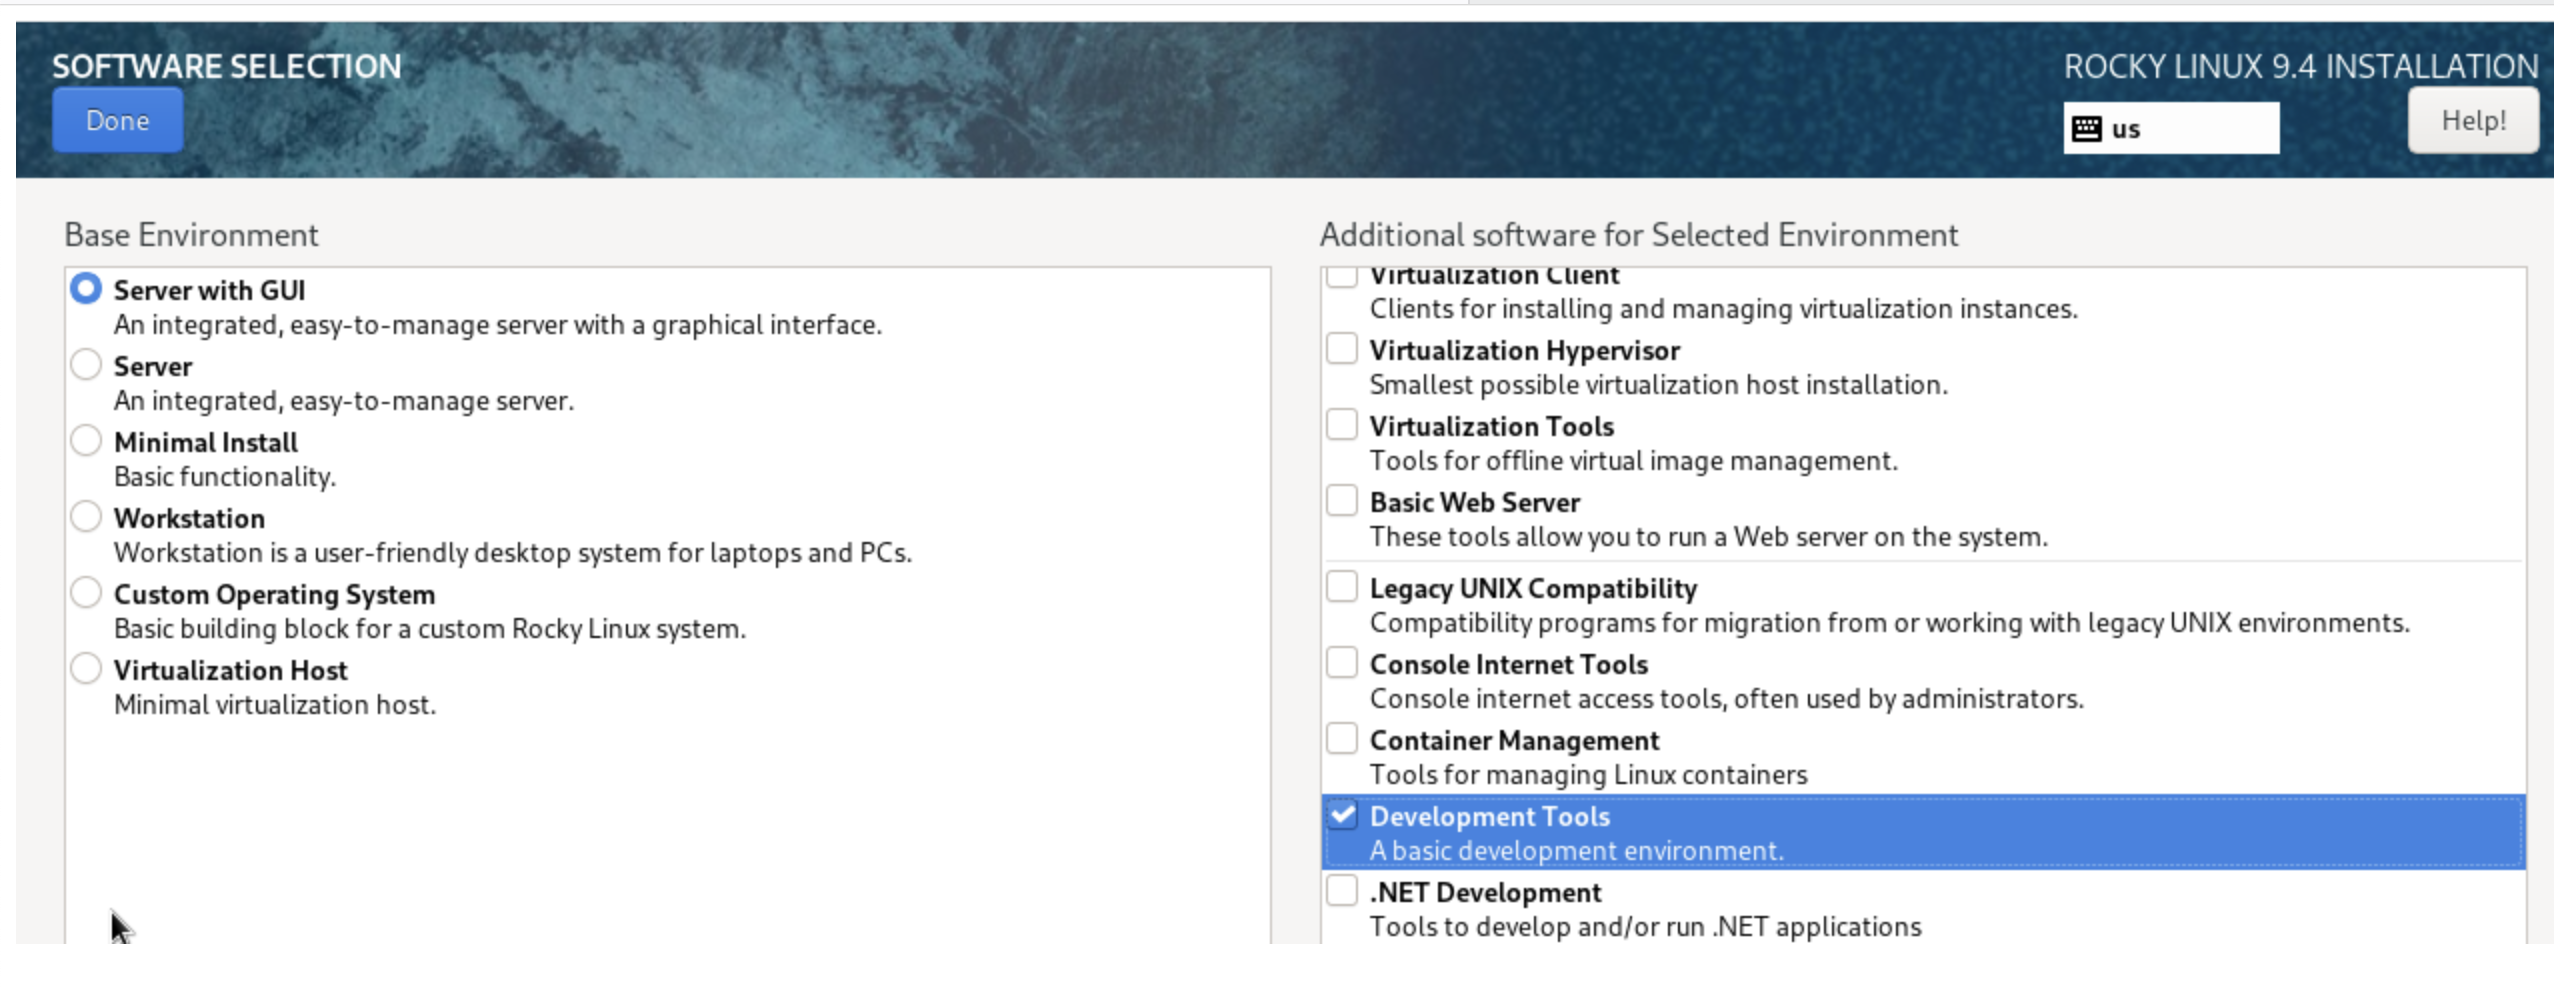 SOFTWARE SELECTION
Done
ROCKY LINUX 9.4 INSTALLATION
us
Help!
Base Environment
Server with GUI
An integrated, easy-to-manage server with a graphical interface.
Server
An integrated, easy-to-manage server.
Minimal Install
Basic functionality.
Workstation
Workstation is a user-friendly desktop system for laptops and PCs.
Custom Operating System
Basic building block for a custom Rocky Linux system.
Virtualization Host
Minimal virtualization host.
Additional software for Selected Environment
Virtualization Client
Clients for installing and managing virtualization instances.
Virtualization Hypervisor
Smallest possible virtualization host installation.
Virtualization Tools
Tools for offline virtual image management.
Basic Web Server
These tools allow you to run a Web server on the system.
Legacy UNIX Compatibility
Compatibility programs for migration from or working with legacy UNIX environments.
Console Internet Tools
Console internet access tools, often used by administrators.
Container Management
Tools for managing Linux containers
Development Tools
A basic development environment.
.NET Development
Tools to develop and/or run .NET applications